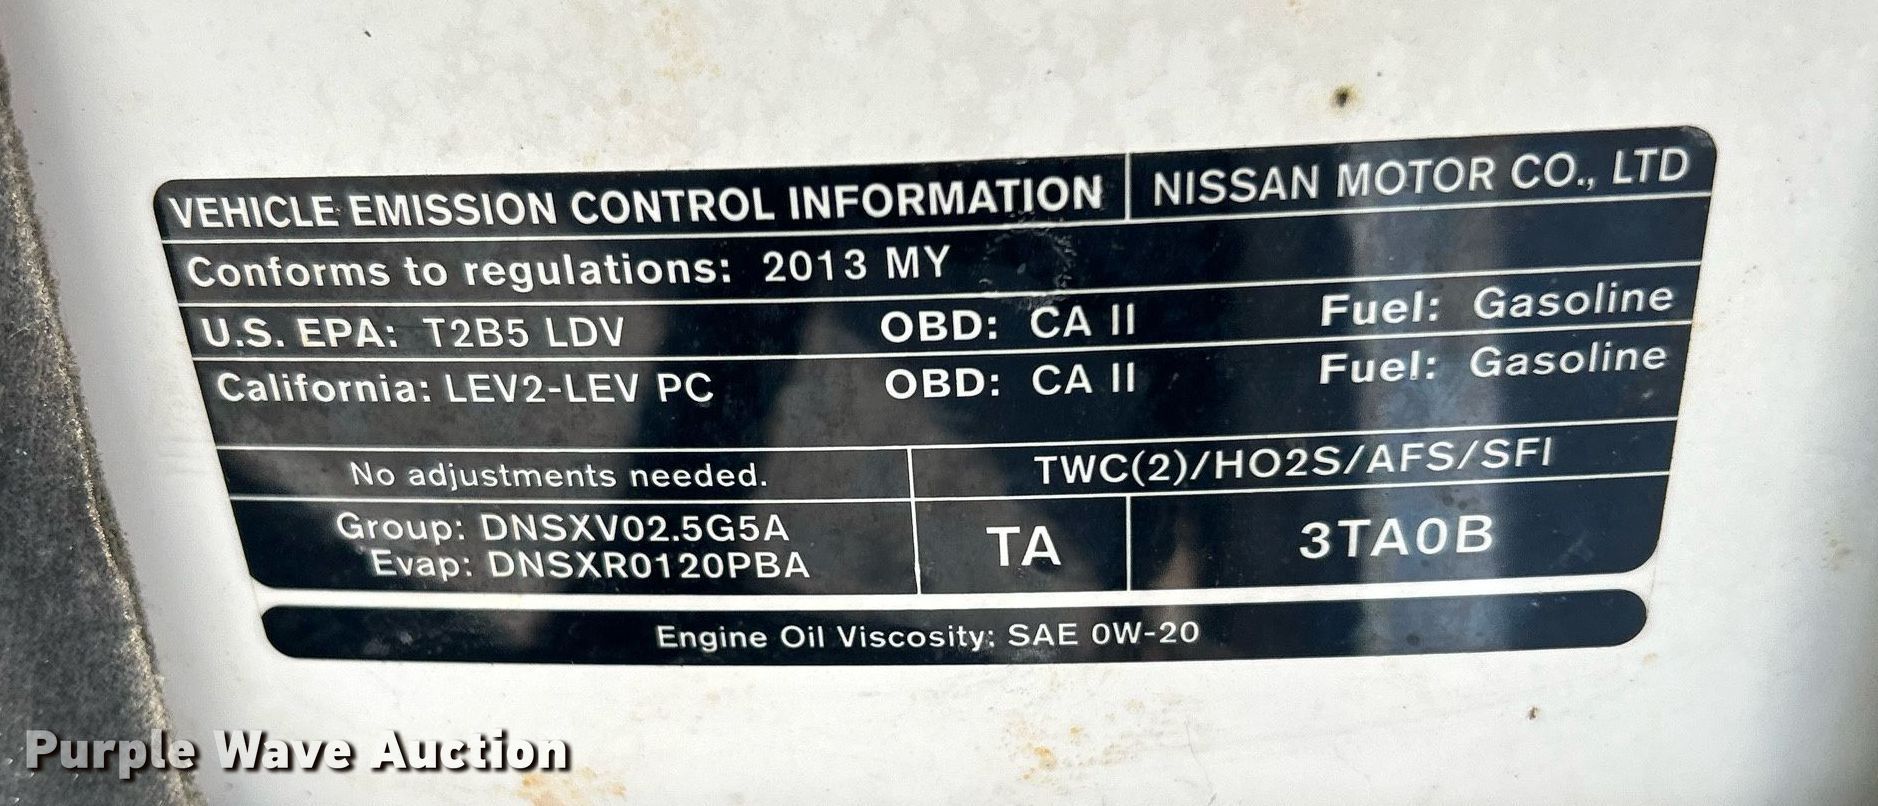 VEHICLE EMISSION CONTROL INFORMATION NISSAN MOTOR CO., LTD
Conforms to regulations: 2013 MY
U.S. EPA: T2B5 LDV OBD: CA II Fuel: Gasoline
California: LEV2-LEV PC OBD: CA II Fuel: Gasoline
No adjustments needed. TWC(2)/HO2S/AFS/SFI
Group: DNSXV02.5G5A
Evap: DNSXR0120PBA
TA 3TA0B
Engine Oil Viscosity: SAE 0W-20
Purple Wave Auction